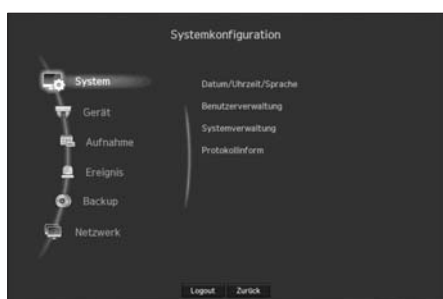 Systemkonfiguration
System
Gerät
Aufnahme
Ereignis
Backup
Netzwerk
Datum/Uhrzeit/Sprache
Benutzerverwaltung
Systemverwaltung
Protokollinform
Logout
Zurück